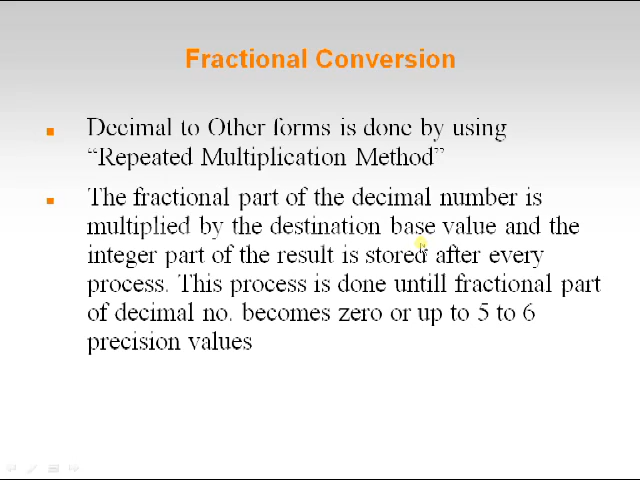 Fractional Conversion
Decimal to Other forms is done by using
“Repeated Multiplication Method”
The fractional part of the decimal number is
multiplied by the destination base value and the
integer part of the result is stored after every
process. This process is done untill fractional part
of decimal no. becomes zero or up to 5 to 6
precision values